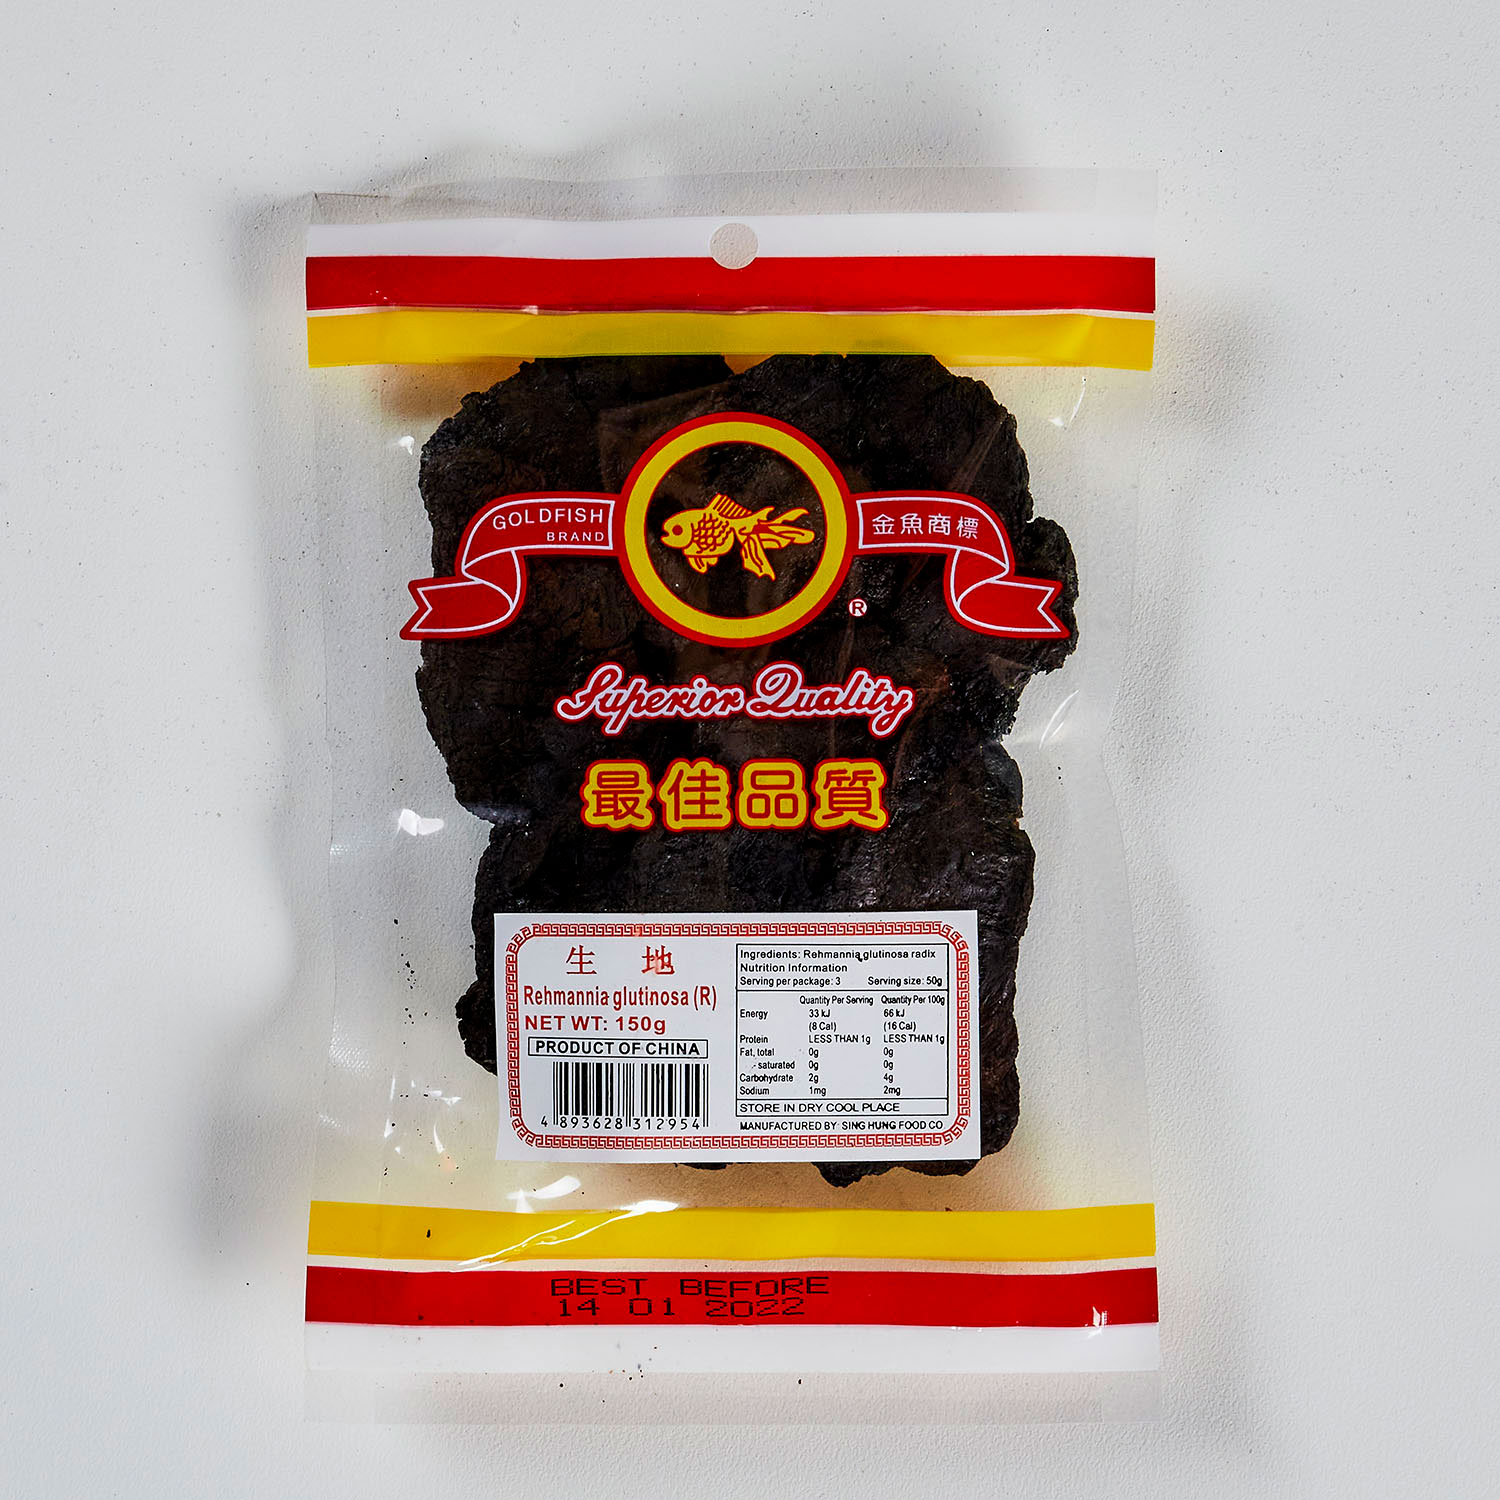 GOLDFISH
BRAND
金魚商標
®
Superior Quality
最佳品質
生 地
Rehmannia glutinosa (R)
NET WT: 150g
PRODUCT OF CHINA
4 893628 312954
Ingredients: Rehmannia glutinosa radix
Nutrition Information
Serving per package: 3 Serving size: 50g
Quantity Per Serving Quantity Per 100g
Energy 33 kJ 66 kJ
(8 Cal) (16 Cal)
Protein LESS THAN 1g LESS THAN 1g
Fat, total 0g 0g
- saturated 0g 0g
Carbohydrate 2g 4g
Sodium 1mg 2mg
STORE IN DRY COOL PLACE
MANUFACTURED BY: SING HUNG FOOD CO
BEST BEFORE
14 01 2022